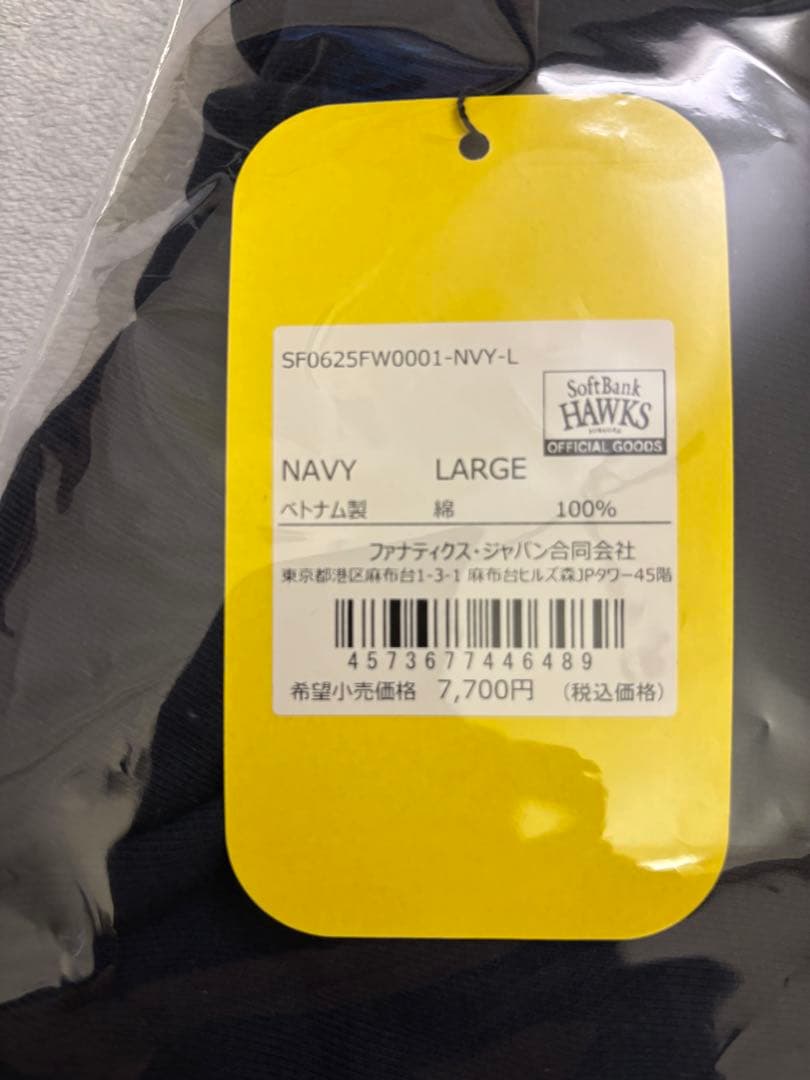 SF0625FW0001-NVY-L
SoftBank
HAWKS
OFFICIAL GOODS
NAVY LARGE
ベトナム製 綿 100%
ファナティクス・ジャパン合同会社
東京都港区麻布台1-3-1 麻布台ヒルズ森JPタワー45階
4573677446489
希望小売価格 7,700円 (税込価格)